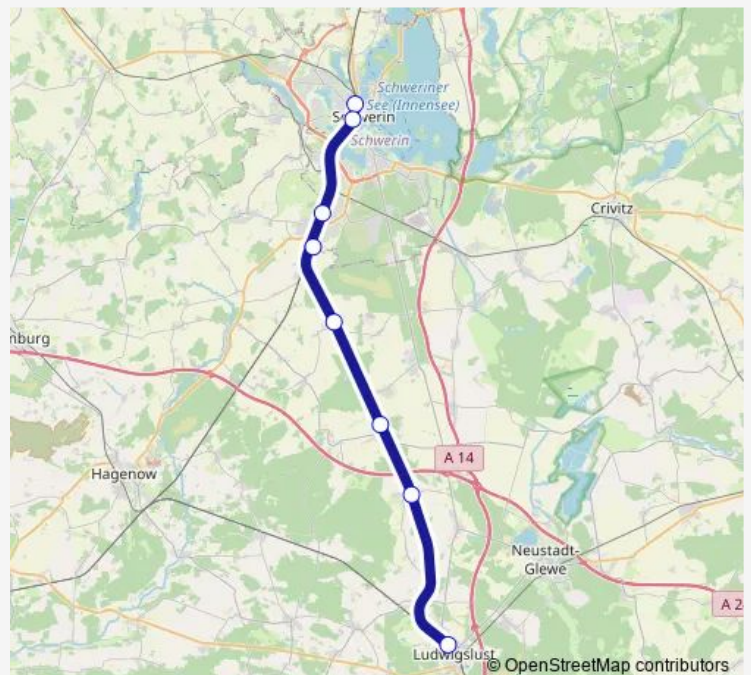 Schweriner
See (Innensee)
Schwerin
Schwerin
Crivitz
nburg
A 14
Hagenow
Neustadt-
Glewe
A 2
Ludwigslust
© OpenStreetMap contributors